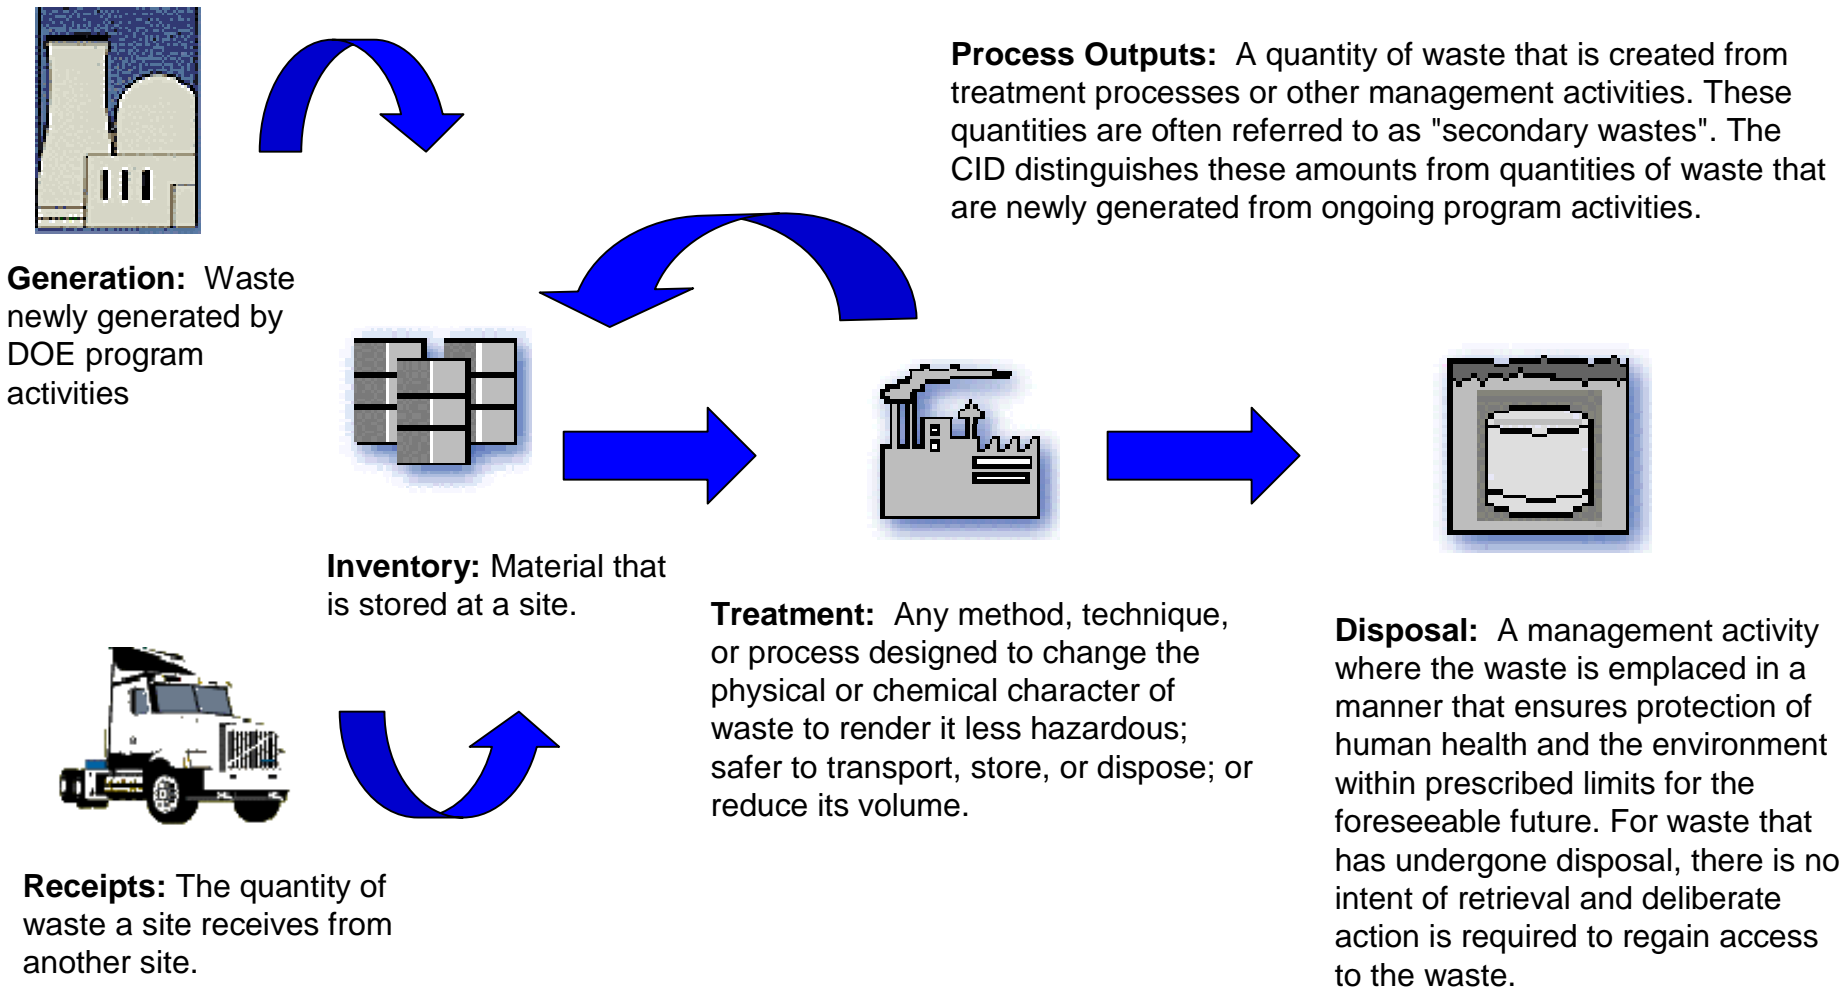 Process Outputs: A quantity of waste that is created from
treatment processes or other management activities. These
quantities are often referred to as "secondary wastes". The
CID distinguishes these amounts from quantities of waste that
are newly generated from ongoing program activities.
Generation: Waste
newly generated by
DOE program
activities
Inventory: Material that
is stored at a site.
Treatment: Any method, technique,
or process designed to change the
physical or chemical character of
waste to render it less hazardous;
safer to transport, store, or dispose; or
reduce its volume.
Disposal: A management activity
where the waste is emplaced in a
manner that ensures protection of
human health and the environment
within prescribed limits for the
foreseeable future. For waste that
has undergone disposal, there is no
intent of retrieval and deliberate
action is required to regain access
to the waste.
Receipts: The quantity of
waste a site receives from
another site.